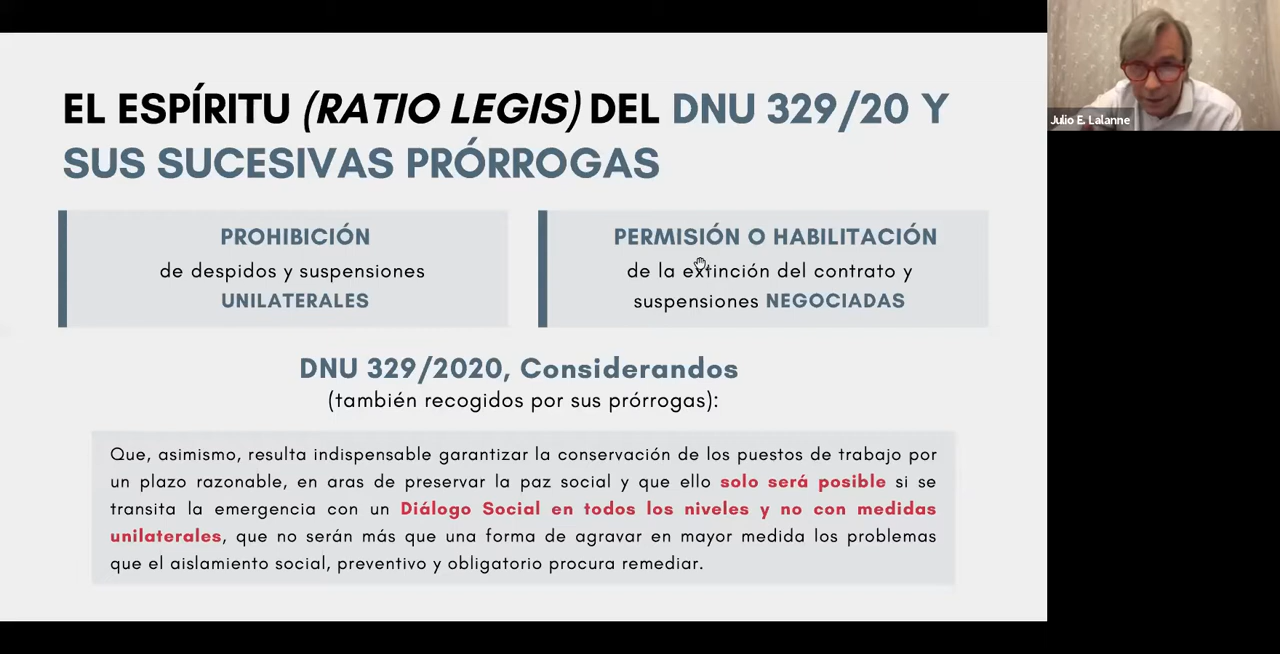 EL ESPÍRITU (RATIO LEGIS) DEL DNU 329/20 Y
SUS SUCESIVAS PRÓRROGAS
PROHIBICIÓN
de despidos y suspensiones
UNILATERALES
PERMISIÓN O HABILITACIÓN
de la extinción del contrato y
suspensiones NEGOCIADAS
DNU 329/2020, Considerandos
(también recogidos por sus prórrogas):
Que, asimismo, resulta indispensable garantizar la conservación de los puestos de trabajo por
un plazo razonable, en aras de preservar la paz social y que ello solo será posible si se
transita la emergencia con un Diálogo Social en todos los niveles y no con medidas
unilaterales, que no serán más que una forma de agravar en mayor medida los problemas
que el aislamiento social, preventivo y obligatorio procura remediar.
Julio E. Lalanne